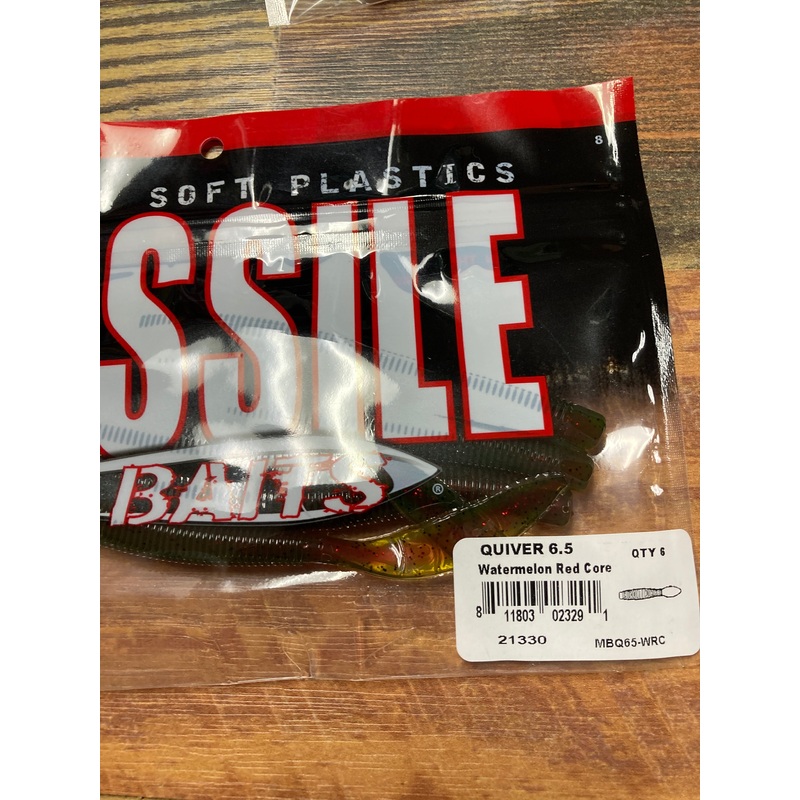 8
SOFT PLASTICS
SSILE
BAITS®
QUIVER 6.5
QTY 6
Watermelon Red Core
8 11803 02329 1
21330
MBQ65-WRC